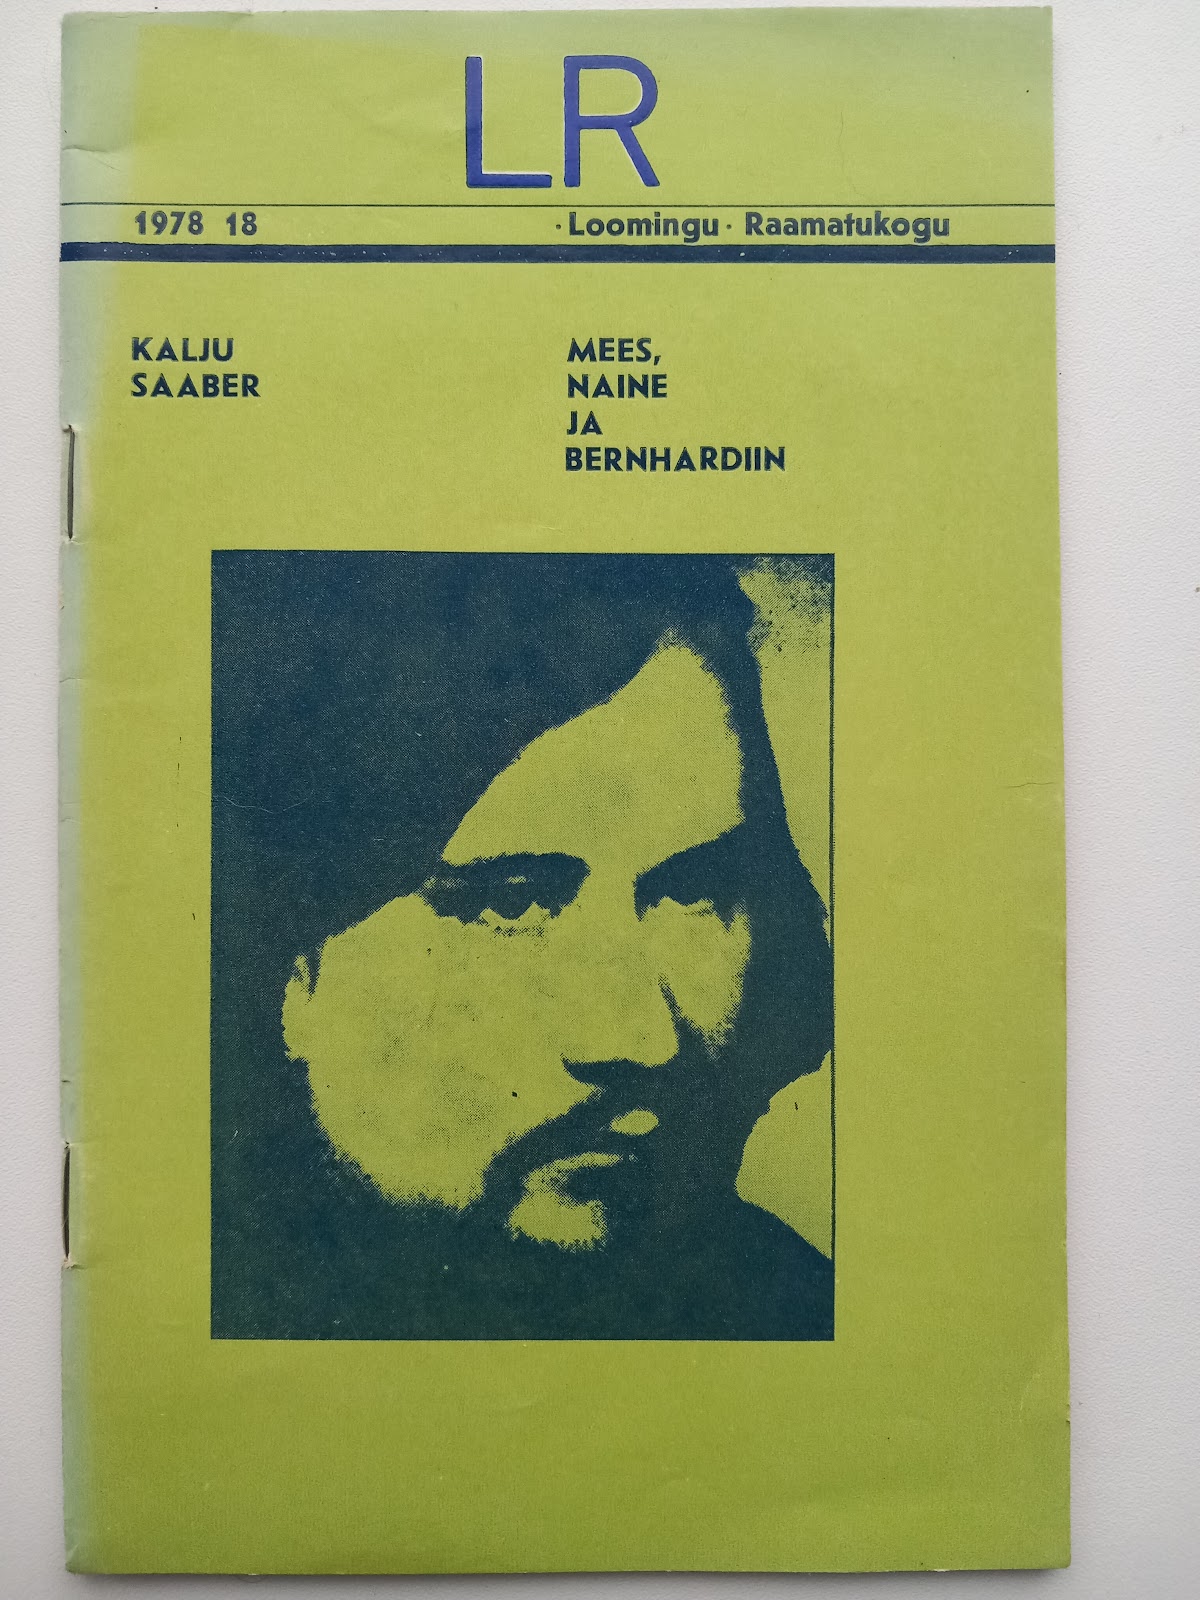 LR
1978 18 · Loomingu · Raamatukogu
KALJU
SAABER
MEES,
NAINE
JA
BERNHARDIIN